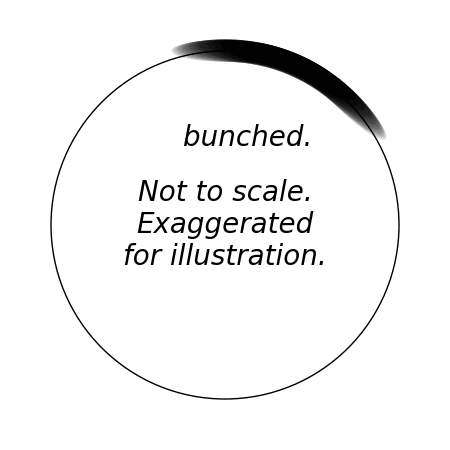 bunched.
Not to scale.
Exaggerated
for illustration.